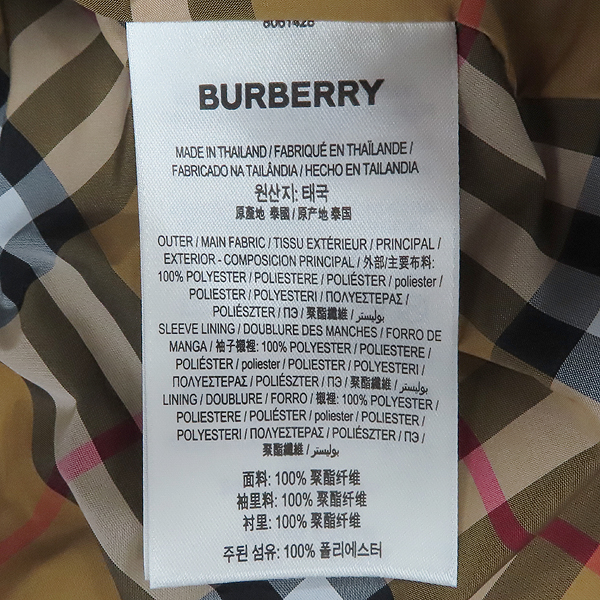 8061428
BURBERRY
MADE IN THAILAND / FABRIQUÉ EN THAÏLANDE /
FABRICADO NA TAILÂNDIA / HECHO EN TAILANDIA
원산지: 태국
原產地 泰國 / 原产地 泰国
OUTER / MAIN FABRIC / TISSU EXTÉRIEUR / PRINCIPAL /
EXTERIOR - COMPOSICION PRINCIPAL / 外部/主要布料:
100% POLYESTER / POLIESTERE / POLIÉSTER / poliester /
POLIESTER / POLYESTERI / ΠΟΛΥΕΣΤΕΡΑΣ /
POLIÉSZTER / ПЭ / 聚酯纖維 / بوليستر
SLEEVE LINING / DOUBLURE DES MANCHES / FORRO DE
MANGA / 袖子襯裡: 100% POLYESTER / POLIESTERE /
POLIÉSTER / poliester / POLIESTER / POLYESTERI /
ΠΟΛΥΕΣΤΕΡΑΣ / POLIÉSZTER / ПЭ / 聚酯纖維 / بوليستر
LINING / DOUBLURE / FORRO / 襯裡: 100% POLYESTER /
POLIESTERE / POLIÉSTER / poliester / POLIESTER /
POLYESTERI / ΠΟΛΥΕΣΤΕΡΑΣ / POLIÉSZTER / ПЭ /
聚酯纖維 / بوليستر
面料: 100% 聚酯纤维
袖里料: 100% 聚酯纤维
衬里: 100% 聚酯纤维
주된 섬유: 100% 폴리에스터